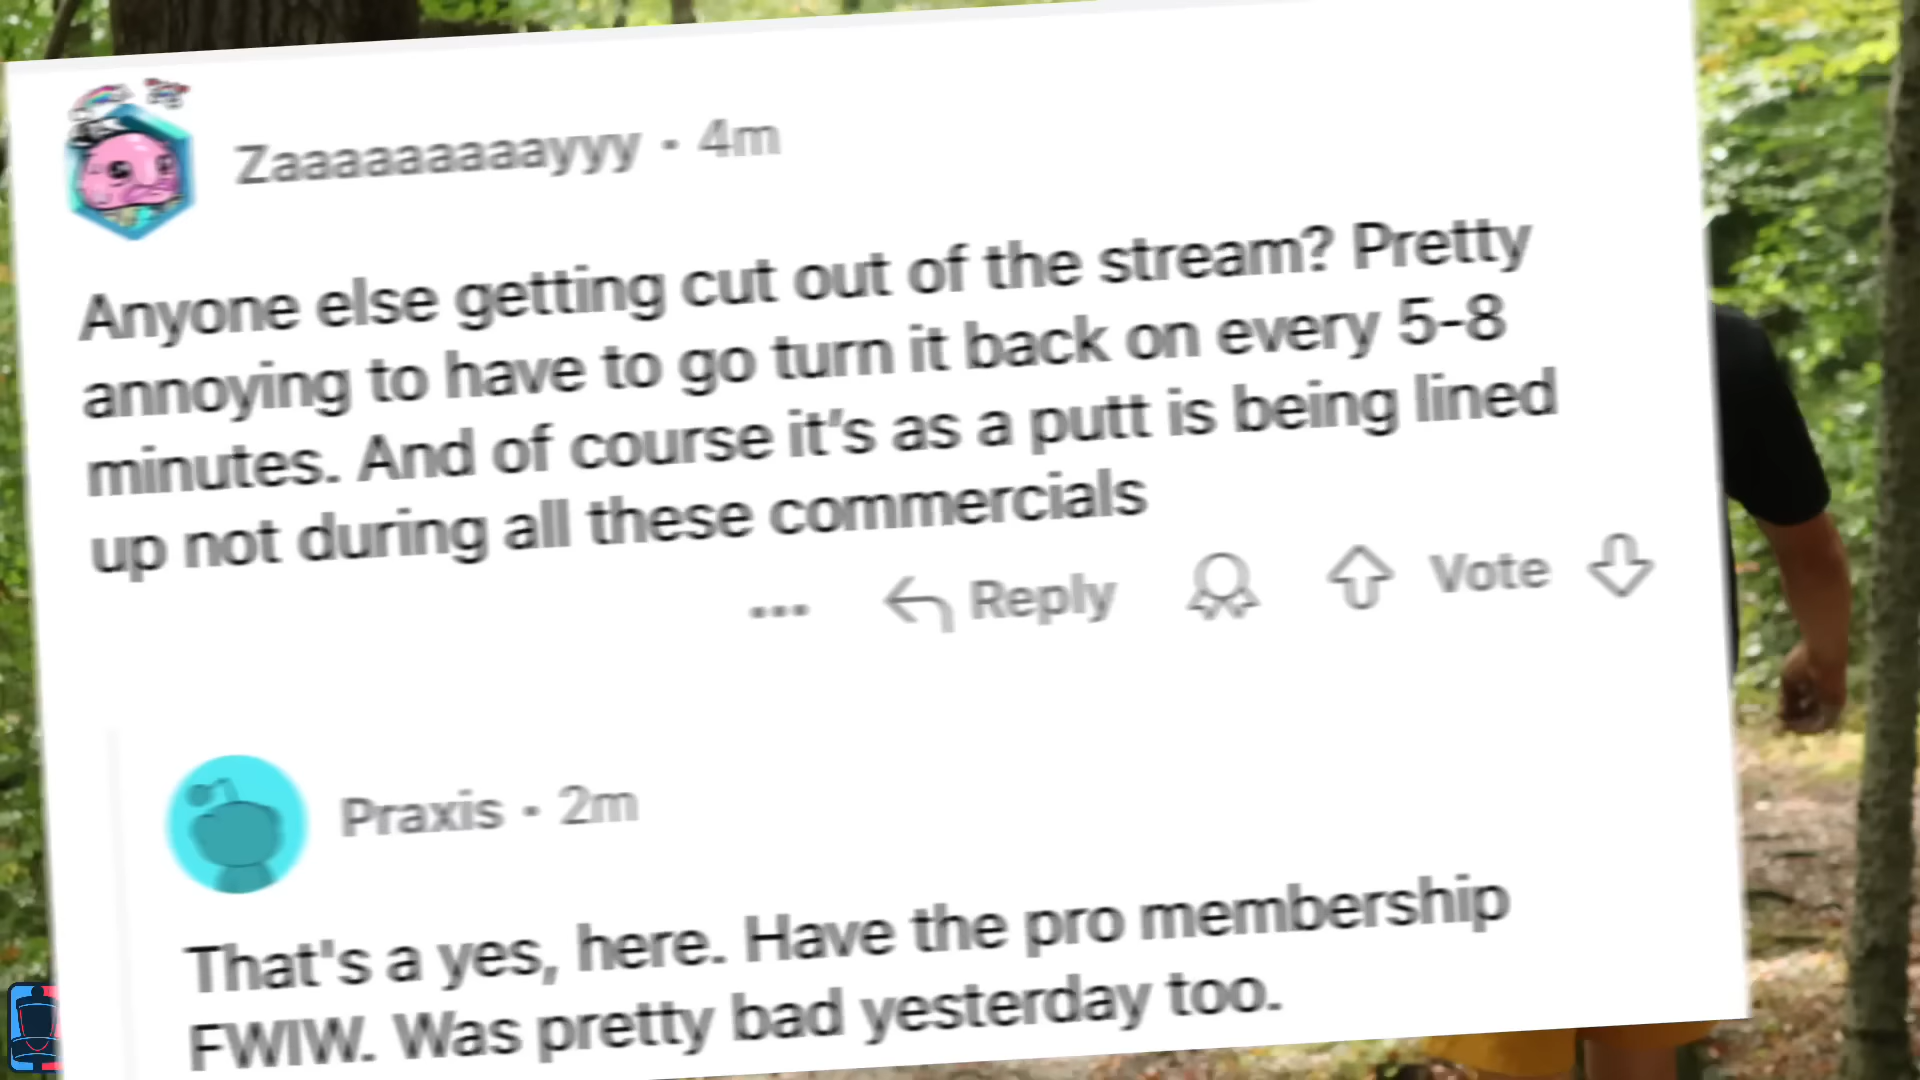 Zaaaaaaaaaayyy · 4m
Anyone else getting cut out of the stream? Pretty
annoying to have to go turn it back on every 5-8
minutes. And of course it’s as a putt is being lined
up not during all these commercials
... Reply Vote
Praxis · 2m
That's a yes, here. Have the pro membership
FWIW. Was pretty bad yesterday too.